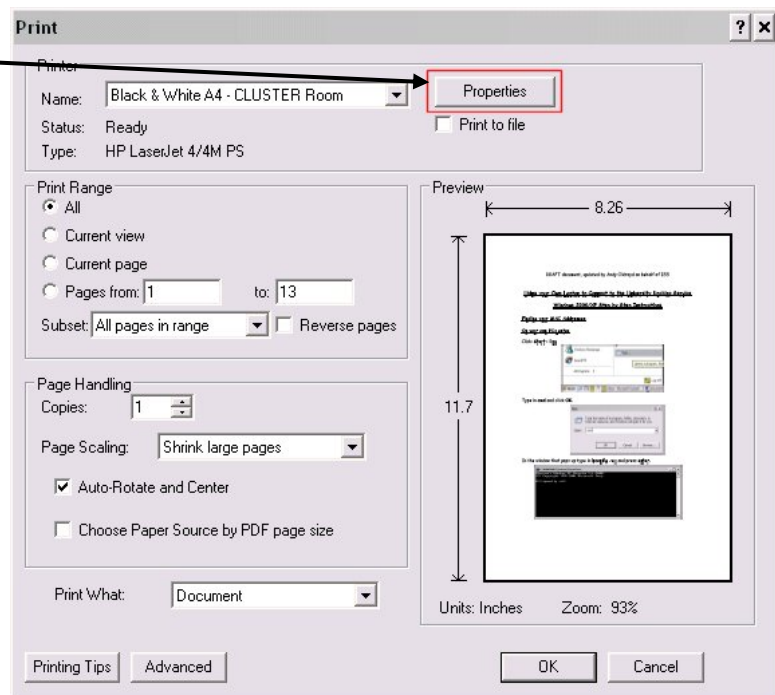 Print
Printer
Name: Black & White A4 - CLUSTER Room
Properties
Status: Ready
Print to file
Type: HP LaserJet 4/4M PS
Print Range
All
Current view
Current page
Pages from: 1 to: 13
Subset: All pages in range
Reverse pages
Page Handling
Copies: 1
Page Scaling: Shrink large pages
Auto-Rotate and Center
Choose Paper Source by PDF page size
Print What: Document
Preview
8.26
11.7
Units: Inches Zoom: 93%
Printing Tips
Advanced
OK
Cancel